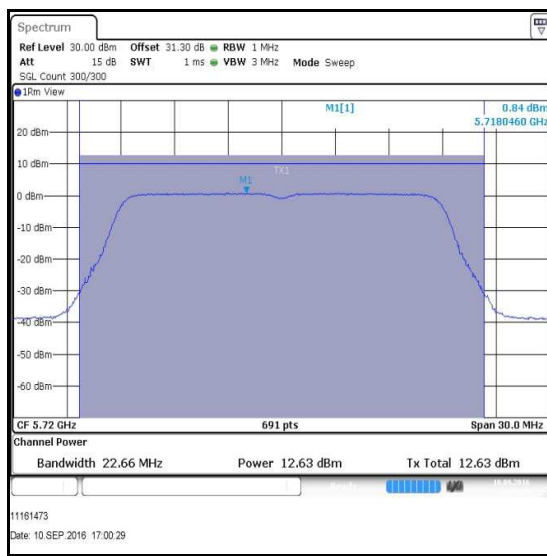 Spectrum
Ref Level 30.00 dBm Offset 31.30 dB RBW 1 MHz
Att 15 dB SWT 1 ms VBW 3 MHz Mode Sweep
SGL Count 300/300
1Rm View
M1[1] 0.84 dBm
5.7180460 GHz
20 dBm
10 dBm
TX1
M1
0 dBm
-10 dBm
-20 dBm
-30 dBm
-40 dBm
-50 dBm
-60 dBm
CF 5.72 GHz 691 pts Span 30.0 MHz
Channel Power
Bandwidth 22.66 MHz Power 12.63 dBm Tx Total 12.63 dBm
11161473
Date: 10.SEP.2016 17:00:29